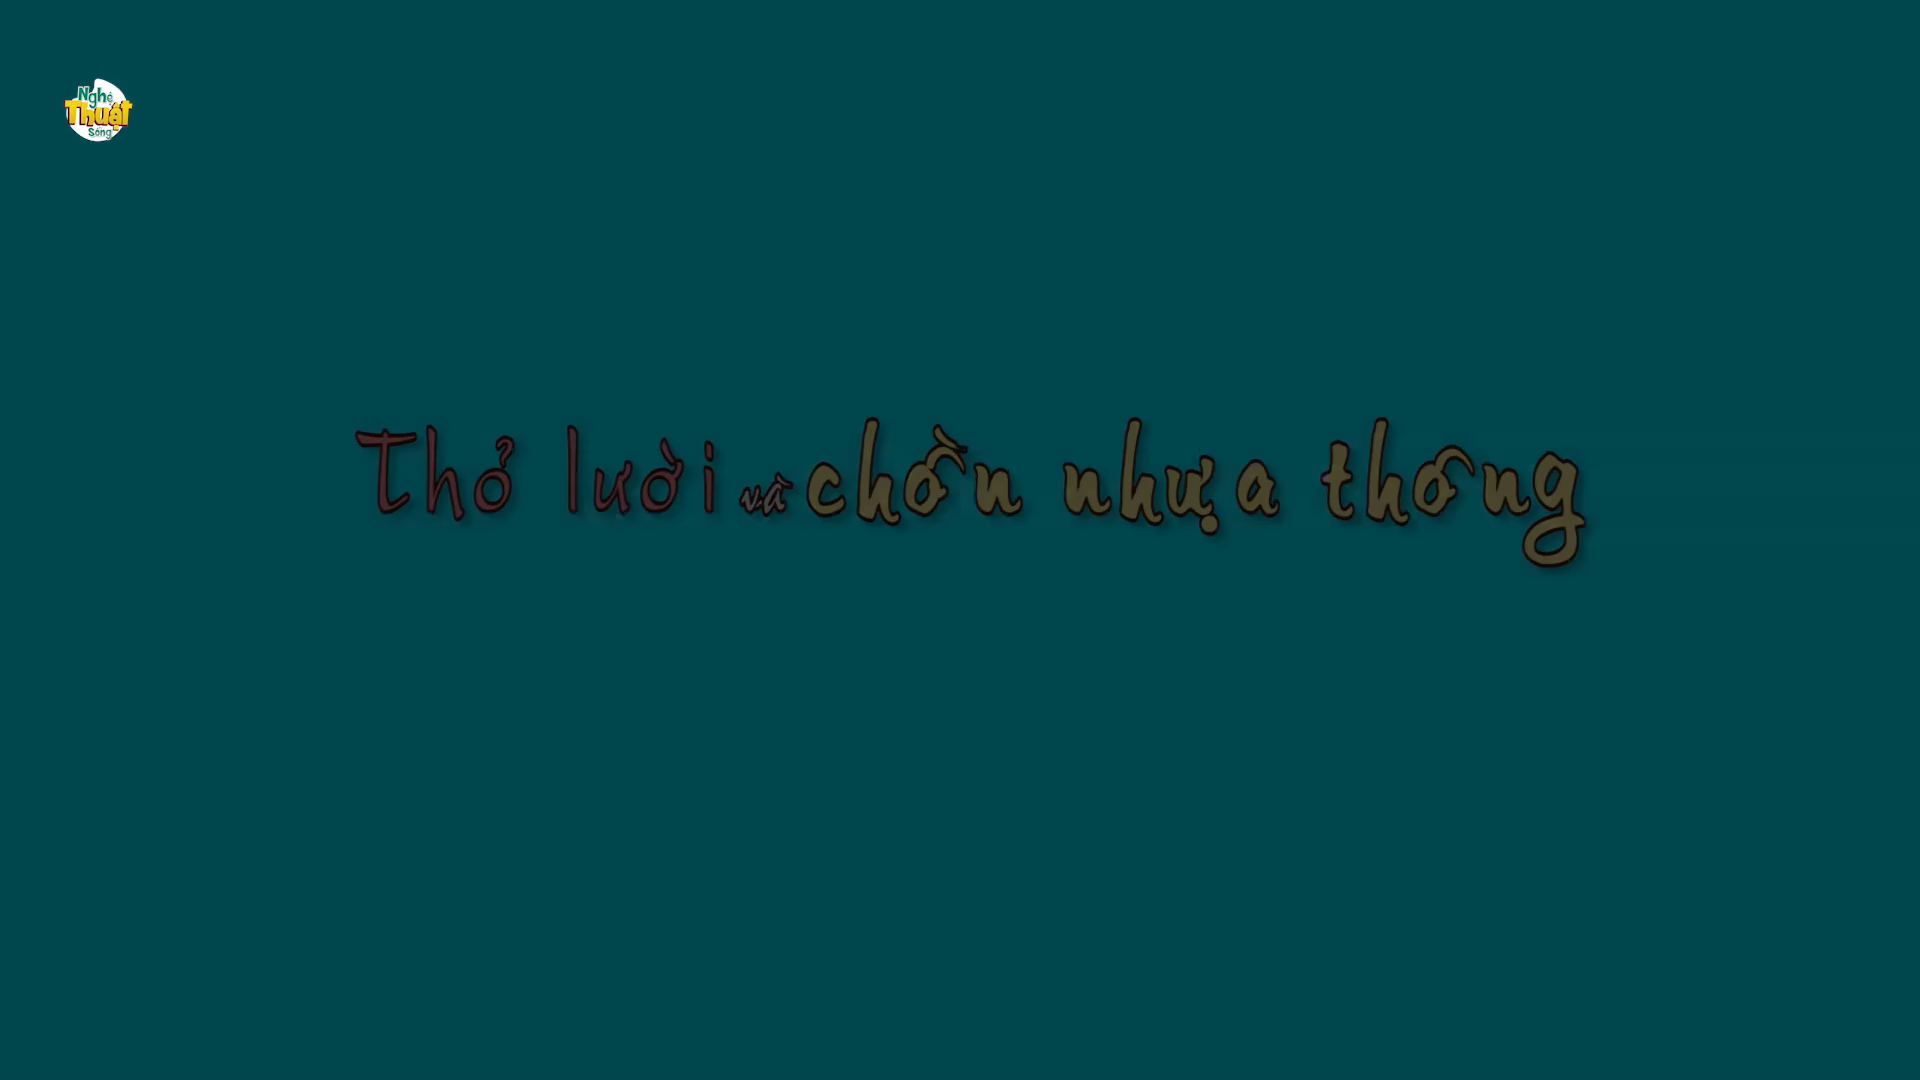 Nghệ
Thuật
Sống
Thỏ lười và chồn nhựa thông